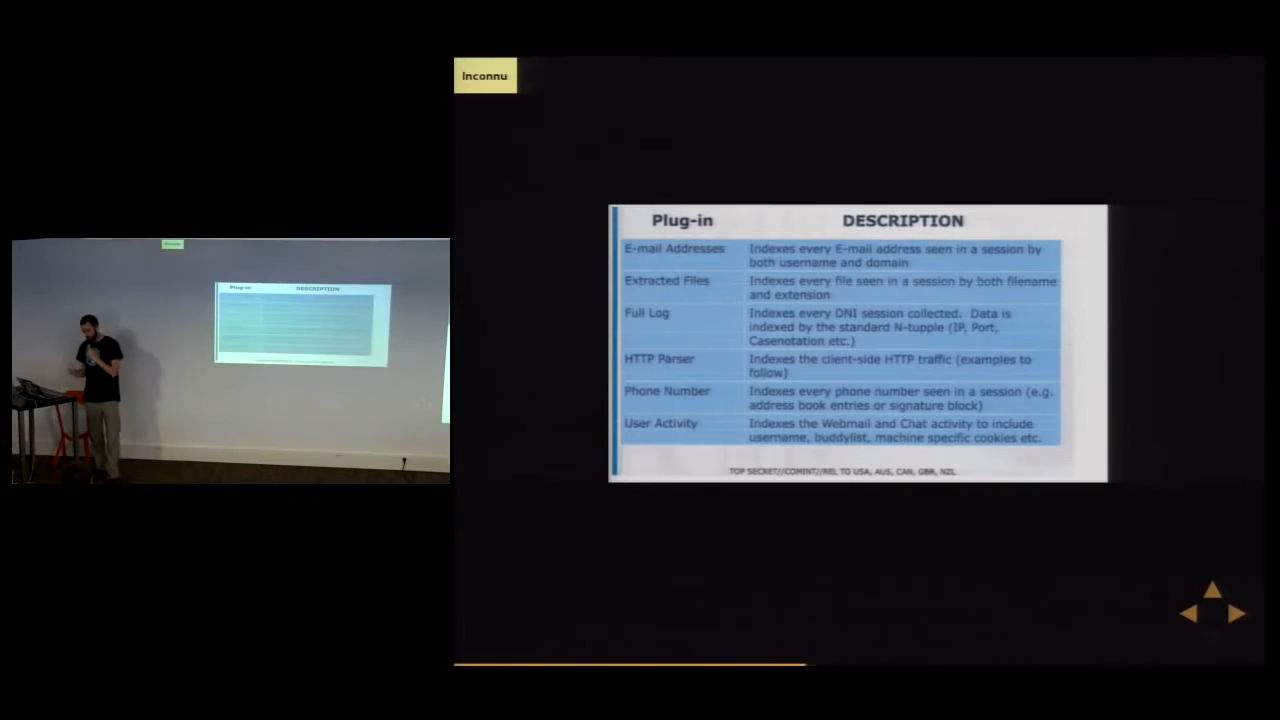 Inconnu
Plug-in DESCRIPTION
E-mail Addresses Indexes every E-mail address seen in a session by
both username and domain
Extracted Files Indexes every file seen in a session by both filename
and extension
Full Log Indexes every DNI session collected. Data is
indexed by the standard N-tupple (IP, Port,
Casenotation etc.)
HTTP Parser Indexes the client-side HTTP traffic (examples to
follow)
Phone Number Indexes every phone number seen in a session (e.g.
address book entries or signature block)
User Activity Indexes the Webmail and Chat activity to include
username, buddylist, machine specific cookies etc.
TOP SECRET//COMINT//REL TO USA, AUS, CAN, GBR, NZL
Plug-in DESCRIPTION